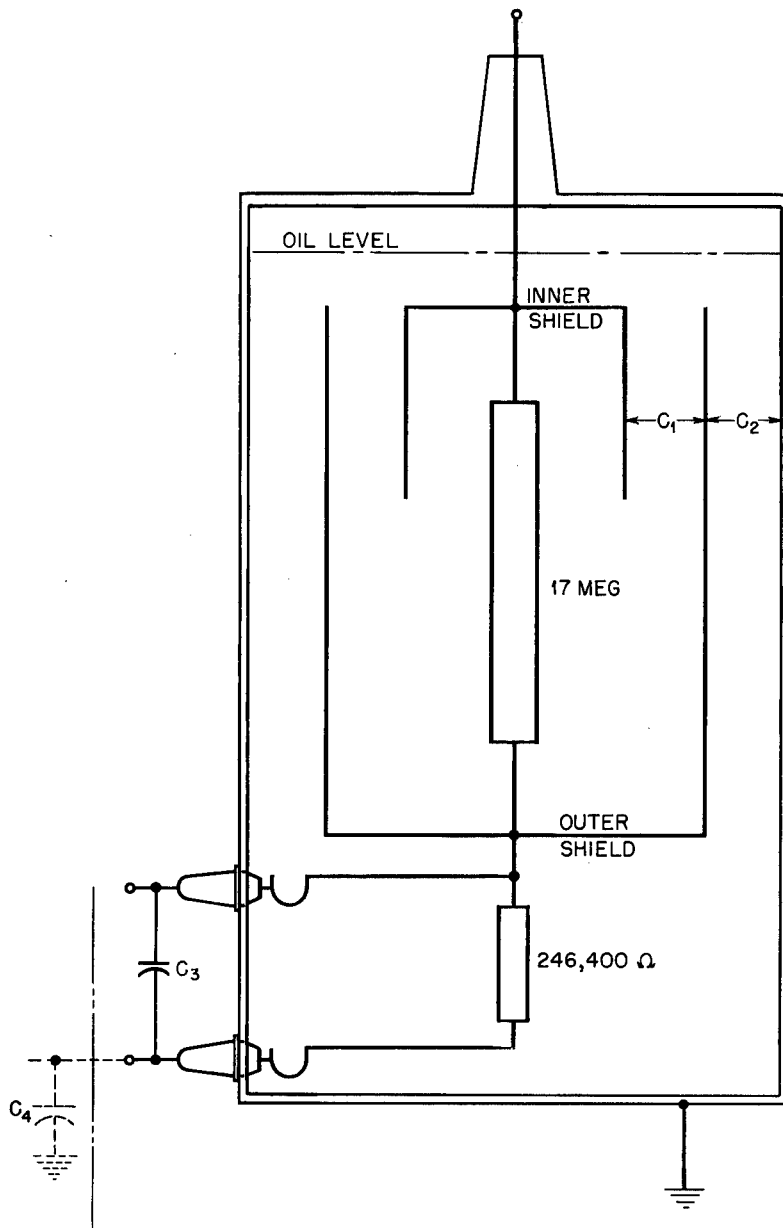 OIL LEVEL
INNER
SHIELD
C1
C2
17 MEG
OUTER
SHIELD
C3
246,400 Ω
C4